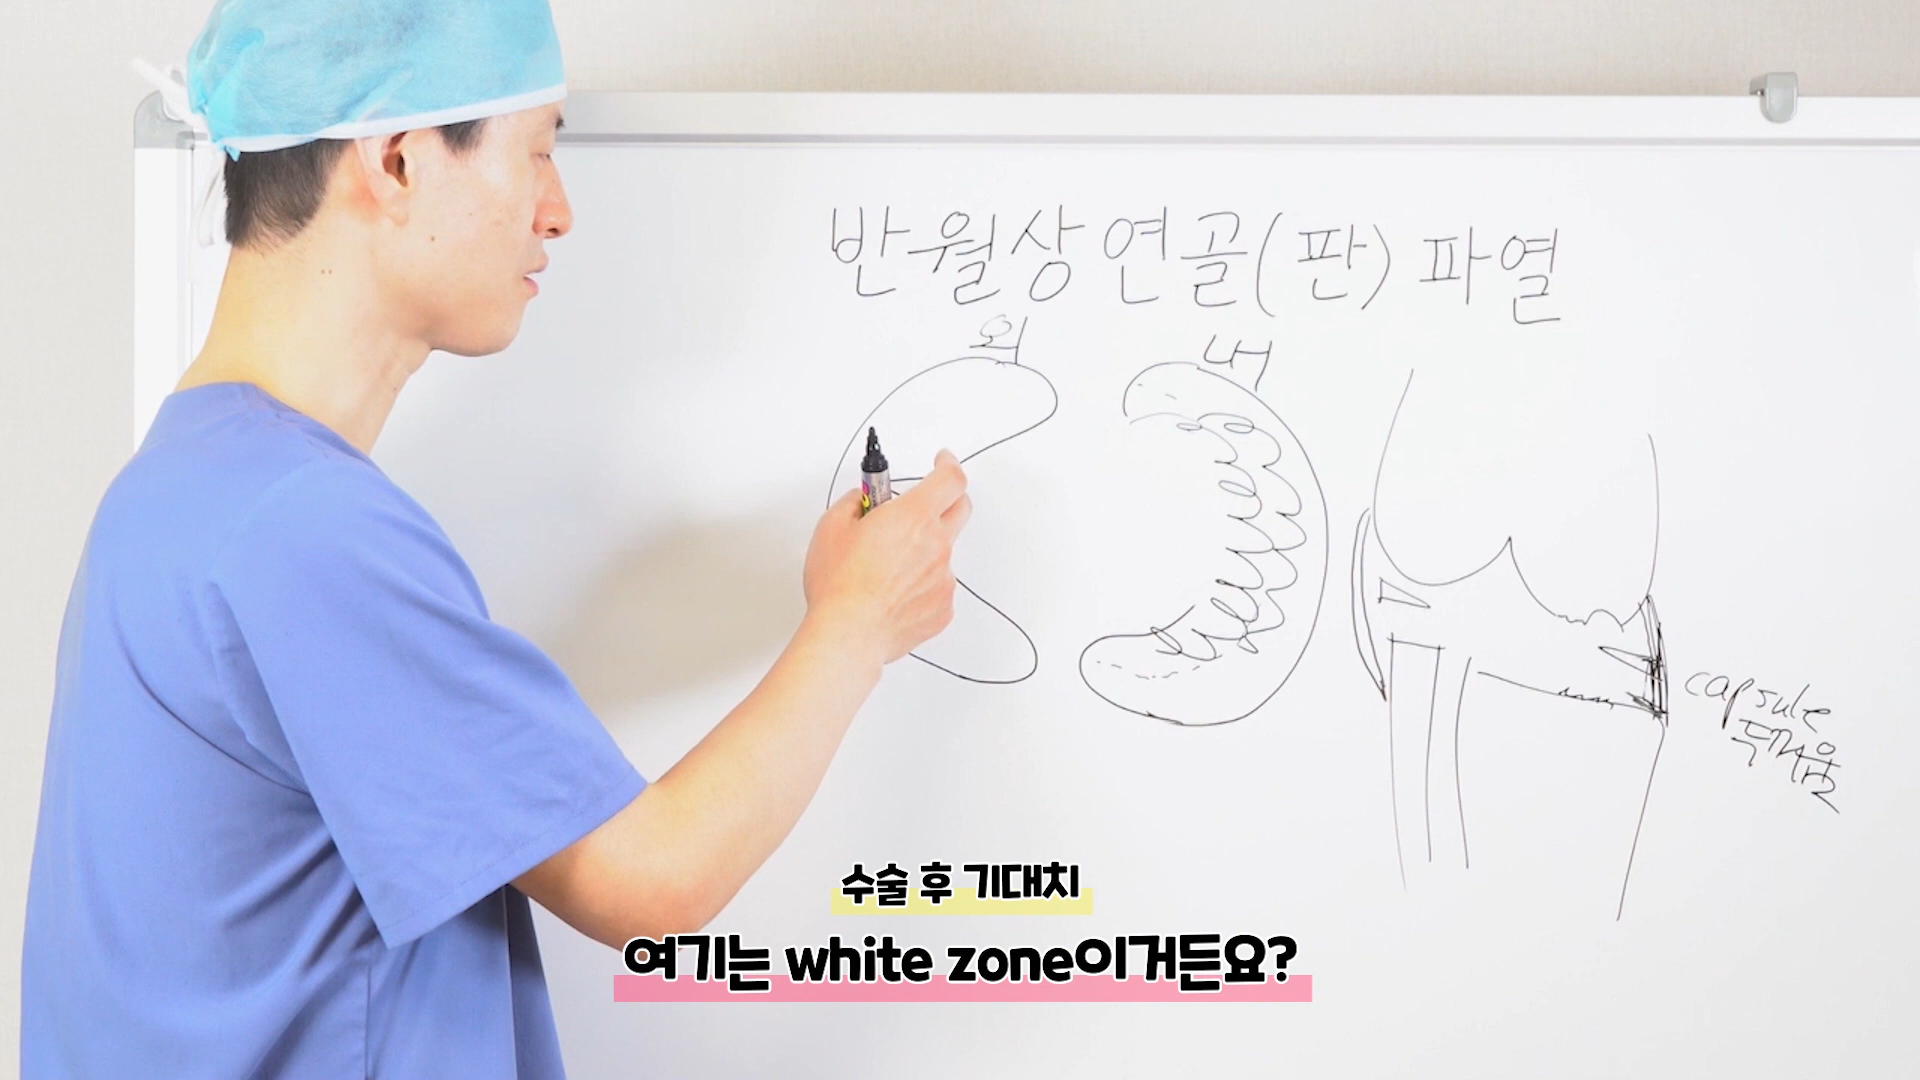 반월상연골(판) 파열
외
내
capsule
두꺼움
수술 후 기대치
여기는 white zone이거든요?